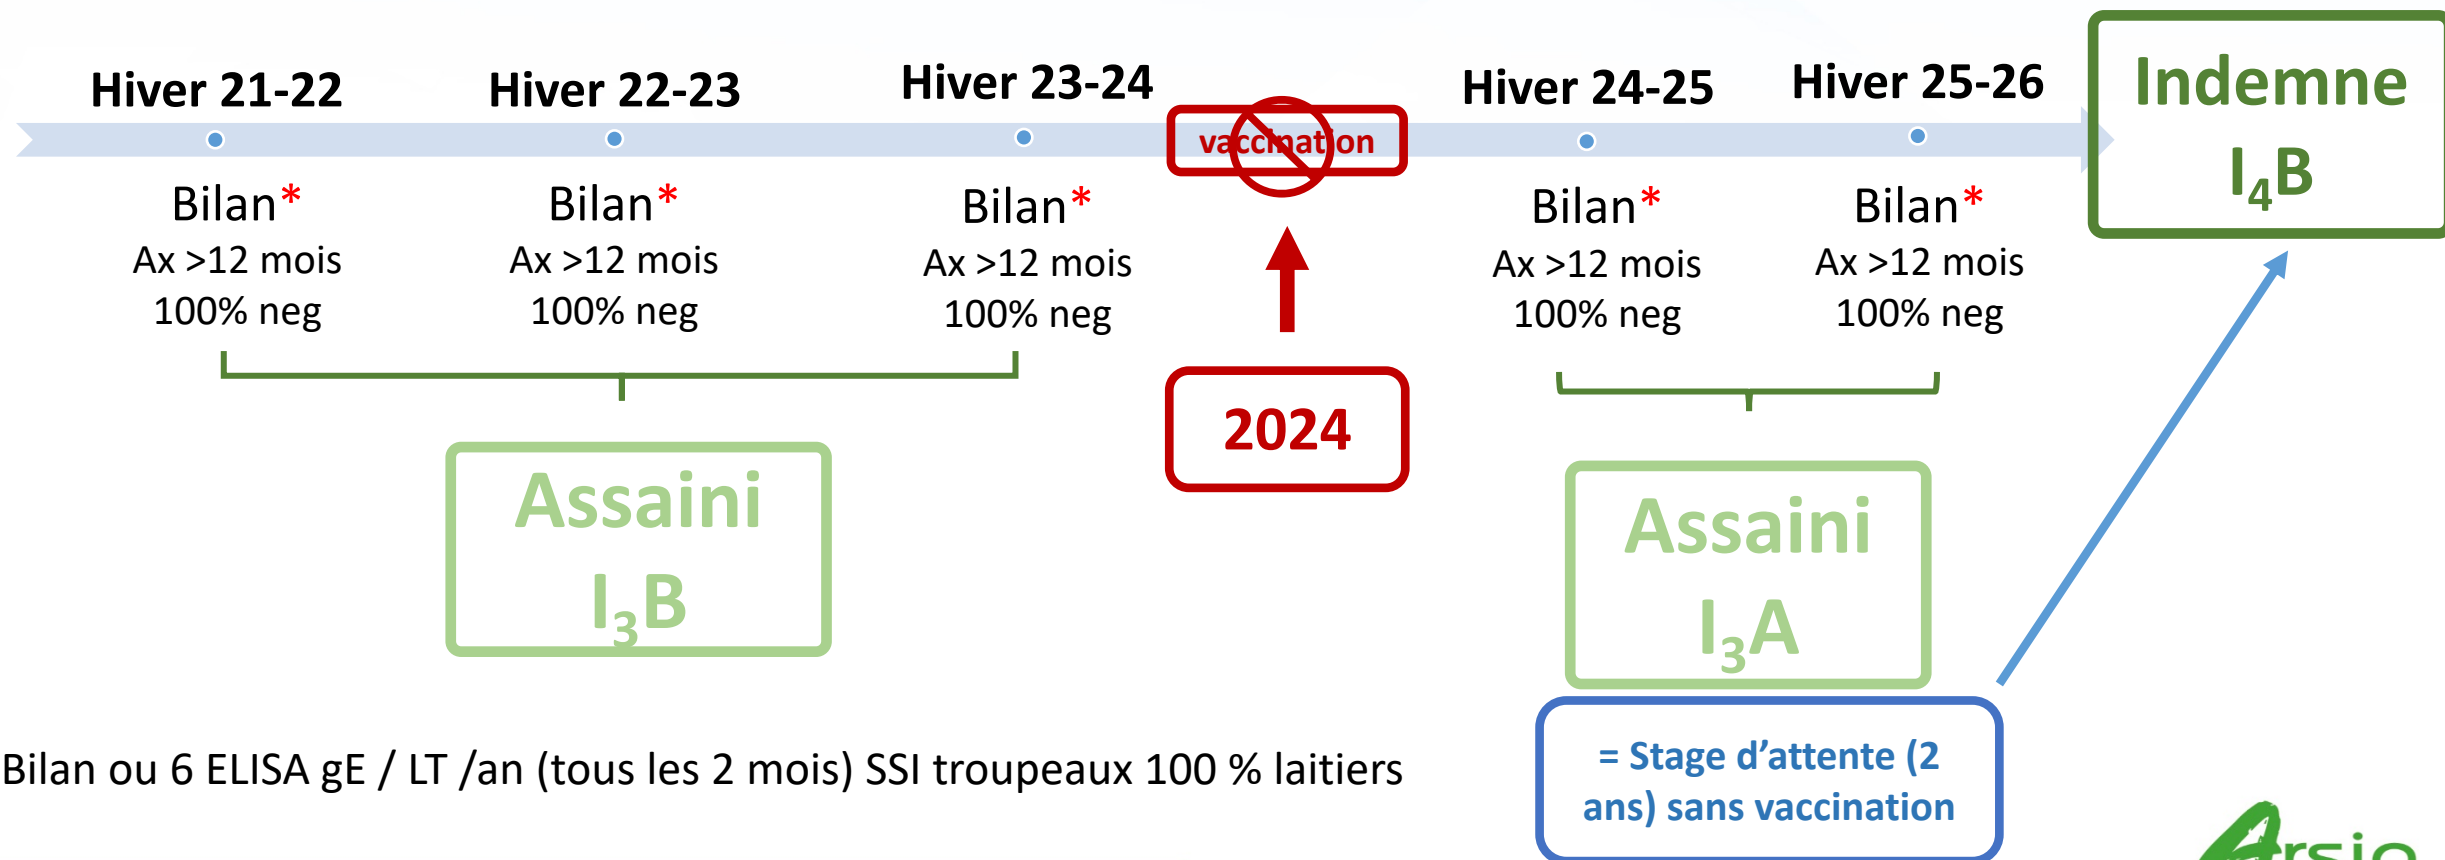 Hiver 21-22
Hiver 22-23
Hiver 23-24
Hiver 24-25
Hiver 25-26
Indemne
I₄B
vaccination
Bilan*
Ax >12 mois
100% neg
Bilan*
Ax >12 mois
100% neg
Bilan*
Ax >12 mois
100% neg
Bilan*
Ax >12 mois
100% neg
Bilan*
Ax >12 mois
100% neg
2024
Assaini
I₃B
Assaini
I₃A
= Stage d’attente (2
ans) sans vaccination
Bilan ou 6 ELISA gE / LT /an (tous les 2 mois) SSI troupeaux 100 % laitiers
Arsia